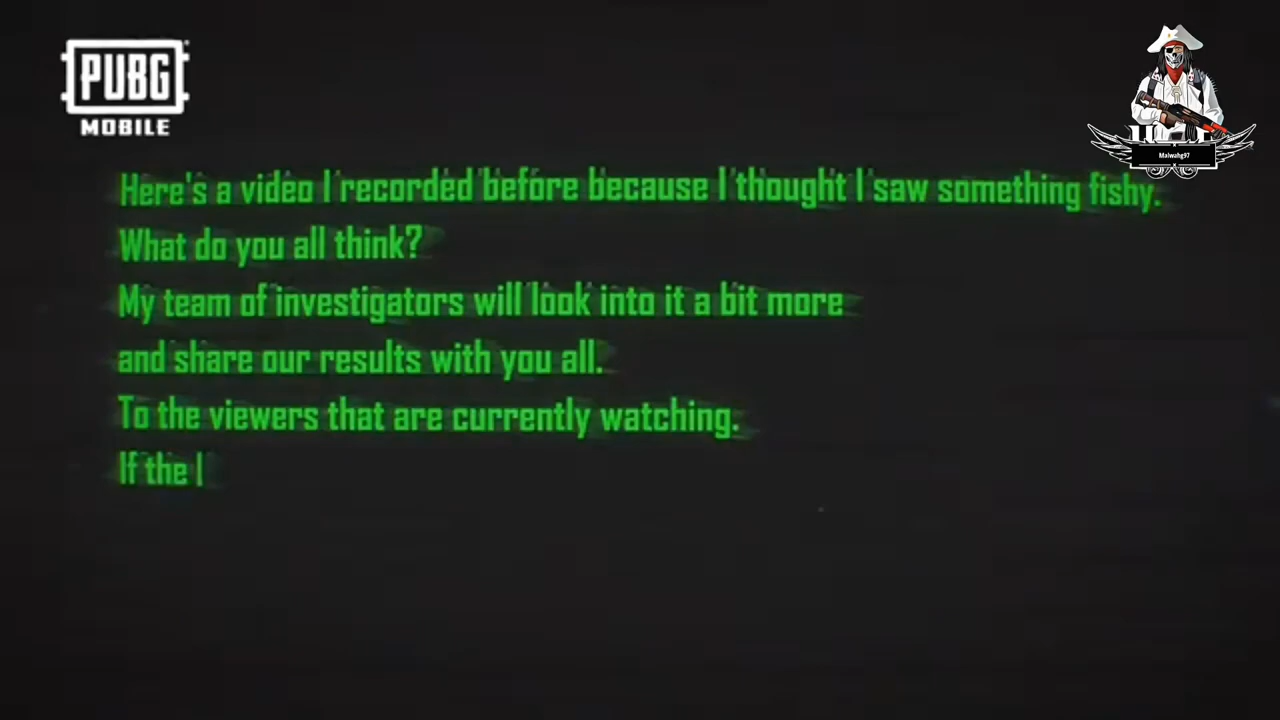 PUBG
MOBILE
Malwahg97
Here's a video I recorded before because I thought I saw something fishy.
What do you all think?
My team of investigators will look into it a bit more
and share our results with you all.
To the viewers that are currently watching.
If the l